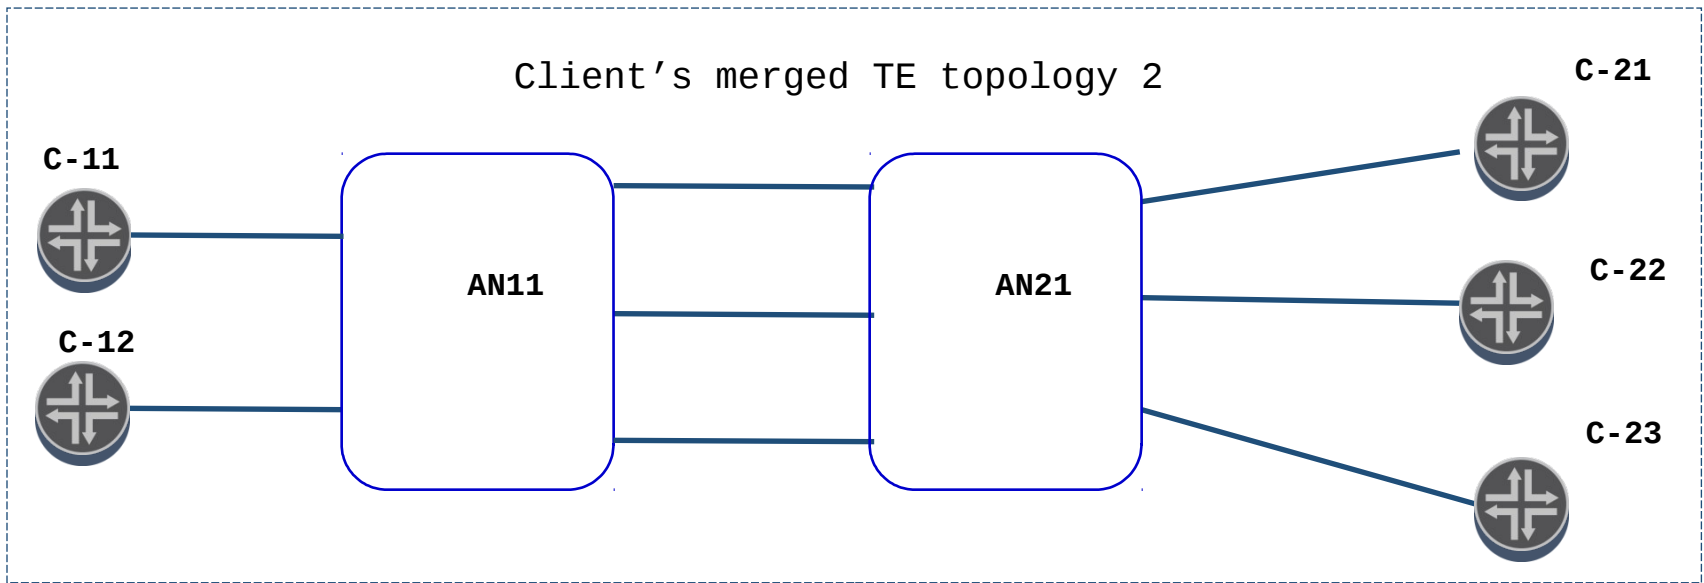 Client’s merged TE topology 2
C-21
C-11
C-22
AN11
AN21
C-12
C-23